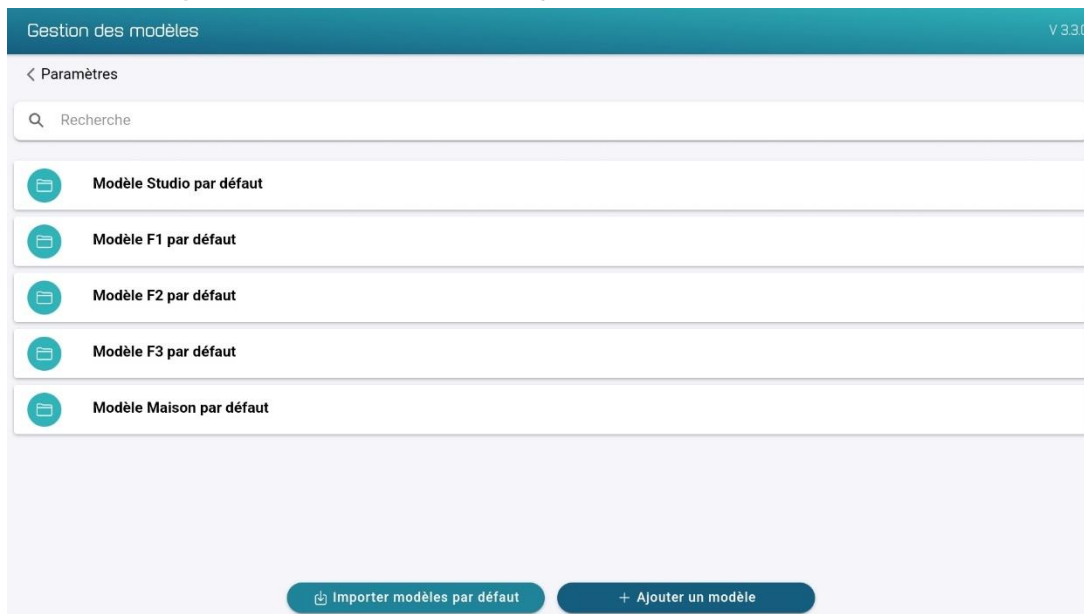 Gestion des modèles
V 3.3.0
Paramètres
Recherche
Modèle Studio par défaut
Modèle F1 par défaut
Modèle F2 par défaut
Modèle F3 par défaut
Modèle Maison par défaut
Importer modèles par défaut
+ Ajouter un modèle